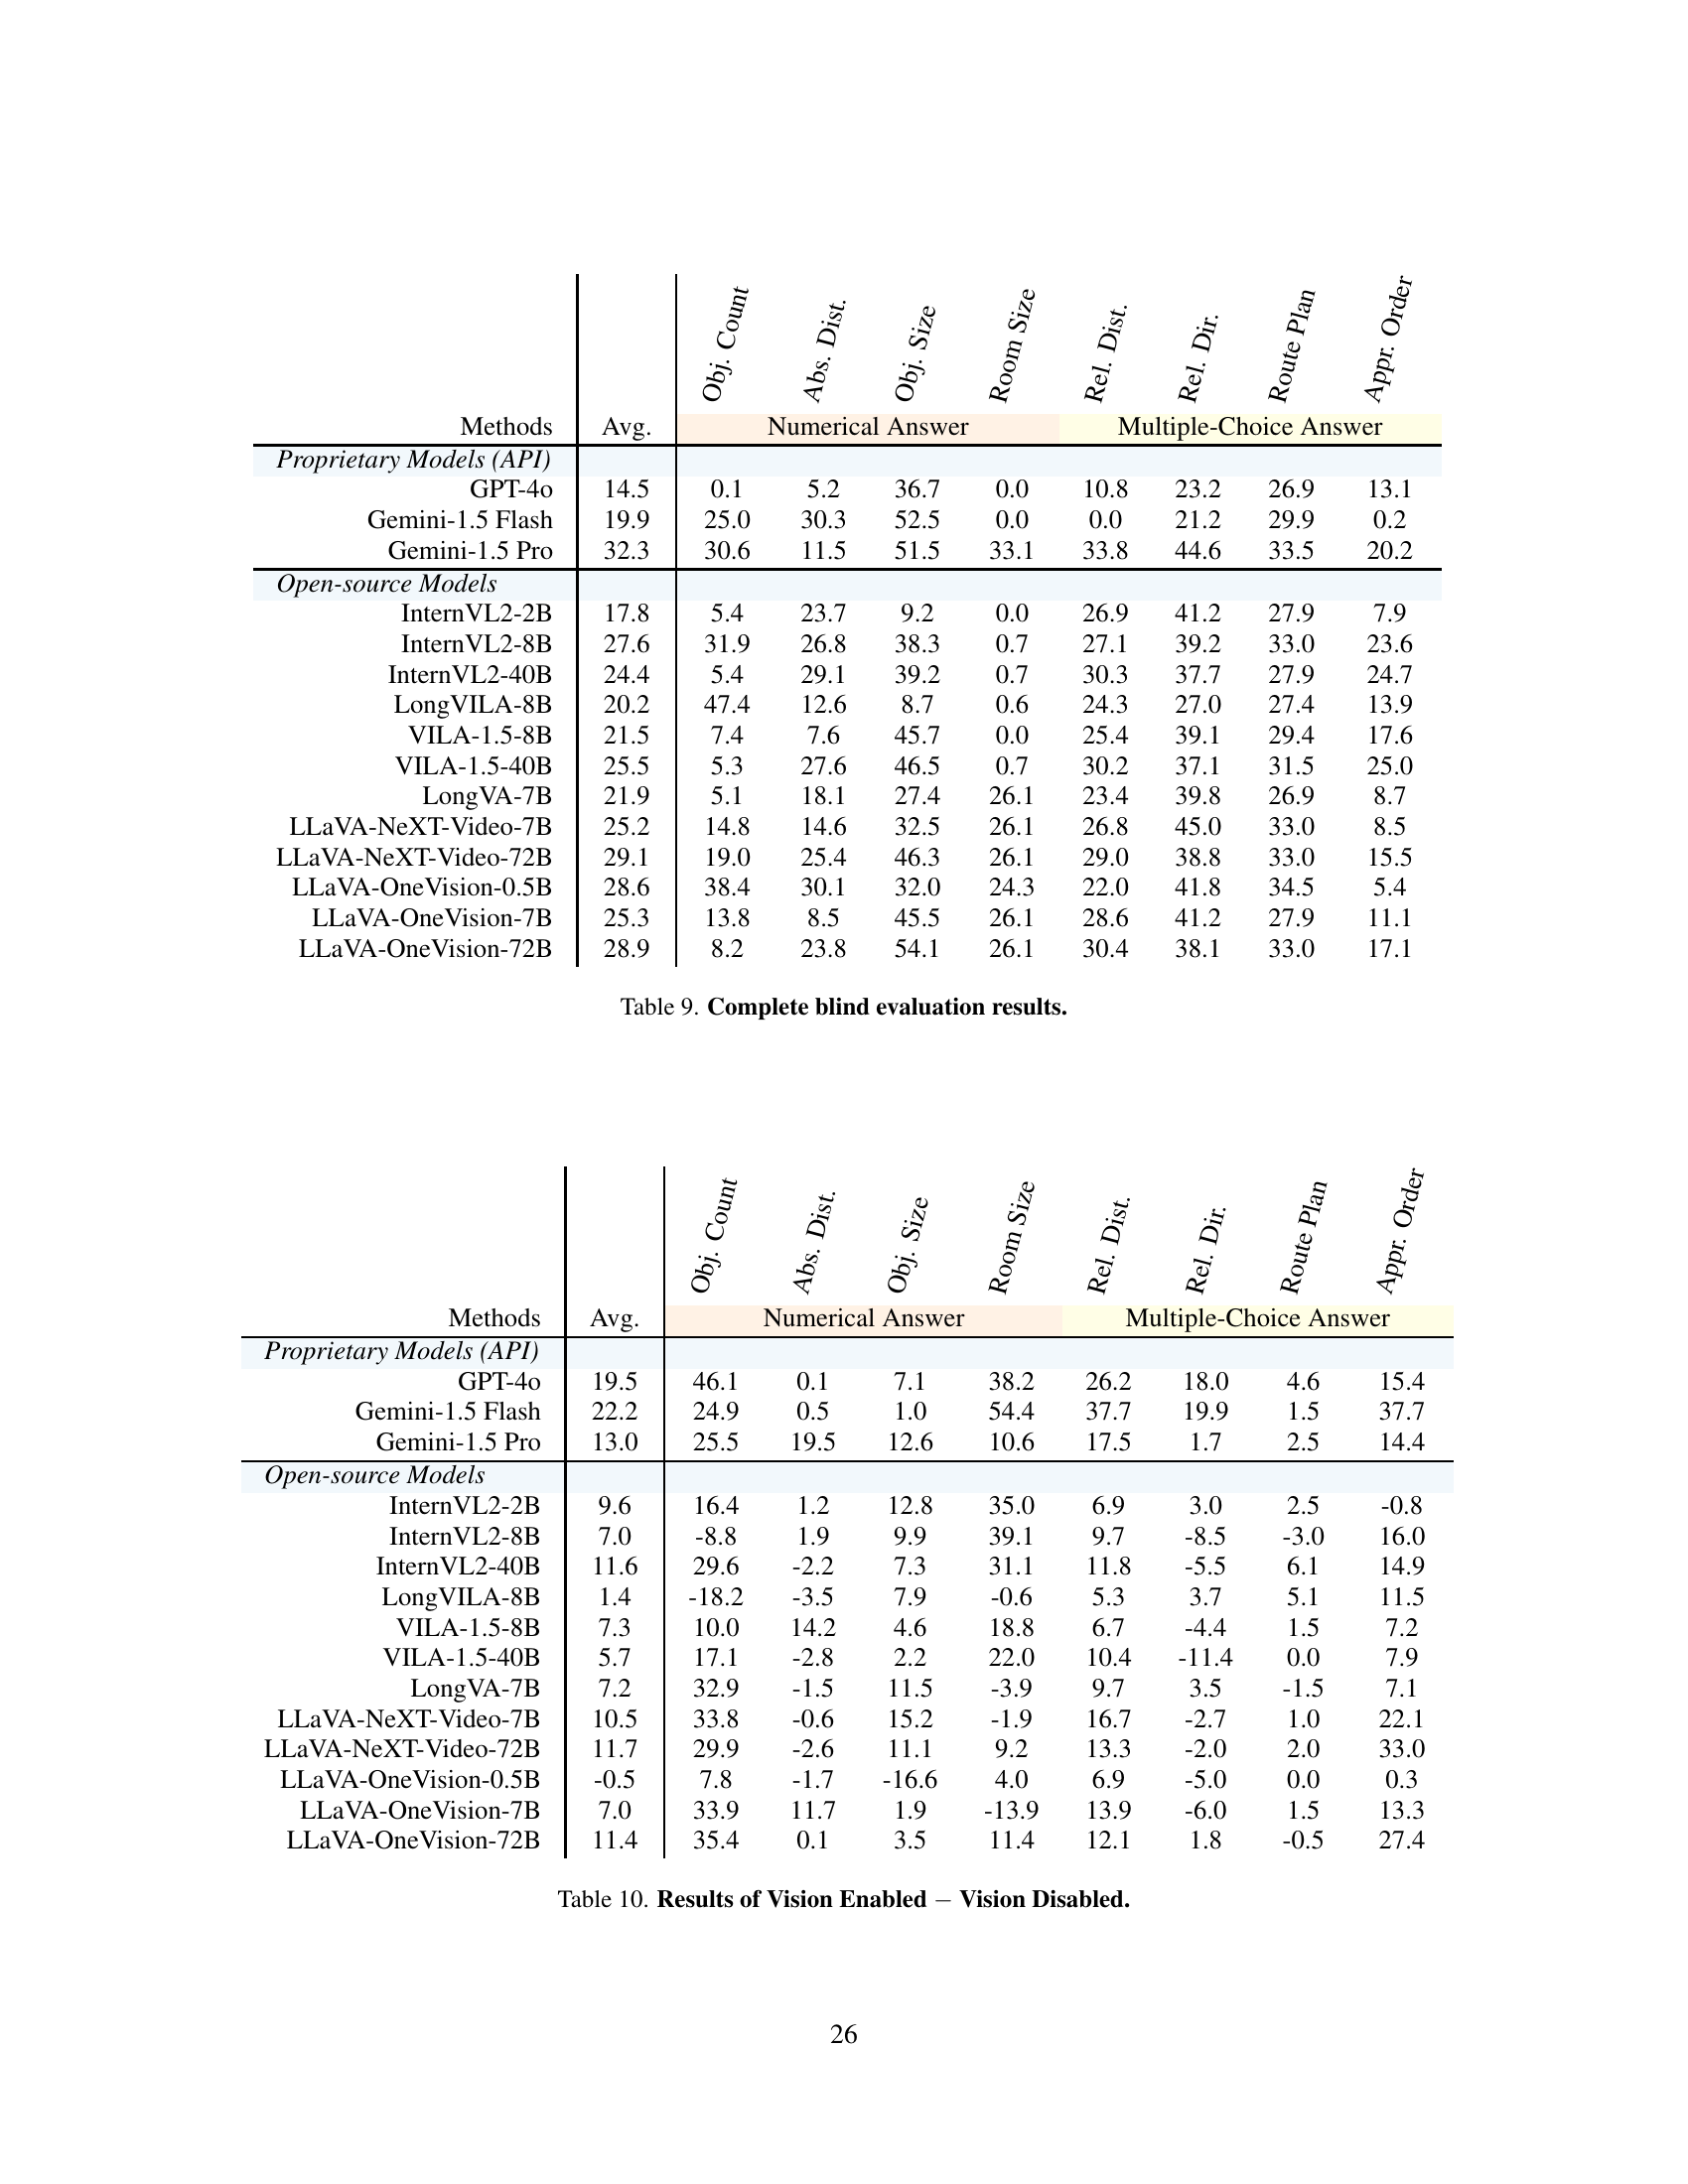 Obj. Count Abs. Dist. Obj. Size Room Size Rel. Dist. Rel. Dir. Route Plan Appr. Order
Methods Avg. Numerical Answer Multiple-Choice Answer
Proprietary Models (API)
GPT-4o 14.5 0.1 5.2 36.7 0.0 10.8 23.2 26.9 13.1
Gemini-1.5 Flash 19.9 25.0 30.3 52.5 0.0 0.0 21.2 29.9 0.2
Gemini-1.5 Pro 32.3 30.6 11.5 51.5 33.1 33.8 44.6 33.5 20.2
Open-source Models
InternVL2-2B 17.8 5.4 23.7 9.2 0.0 26.9 41.2 27.9 7.9
InternVL2-8B 27.6 31.9 26.8 38.3 0.7 27.1 39.2 33.0 23.6
InternVL2-40B 24.4 5.4 29.1 39.2 0.7 30.3 37.7 27.9 24.7
LongVILA-8B 20.2 47.4 12.6 8.7 0.6 24.3 27.0 27.4 13.9
VILA-1.5-8B 21.5 7.4 7.6 45.7 0.0 25.4 39.1 29.4 17.6
VILA-1.5-40B 25.5 5.3 27.6 46.5 0.7 30.2 37.1 31.5 25.0
LongVA-7B 21.9 5.1 18.1 27.4 26.1 23.4 39.8 26.9 8.7
LLaVA-NeXT-Video-7B 25.2 14.8 14.6 32.5 26.1 26.8 45.0 33.0 8.5
LLaVA-NeXT-Video-72B 29.1 19.0 25.4 46.3 26.1 29.0 38.8 33.0 15.5
LLaVA-OneVision-0.5B 28.6 38.4 30.1 32.0 24.3 22.0 41.8 34.5 5.4
LLaVA-OneVision-7B 25.3 13.8 8.5 45.5 26.1 28.6 41.2 27.9 11.1
LLaVA-OneVision-72B 28.9 8.2 23.8 54.1 26.1 30.4 38.1 33.0 17.1
Table 9. Complete blind evaluation results.
Obj. Count Abs. Dist. Obj. Size Room Size Rel. Dist. Rel. Dir. Route Plan Appr. Order
Methods Avg. Numerical Answer Multiple-Choice Answer
Proprietary Models (API)
GPT-4o 19.5 46.1 0.1 7.1 38.2 26.2 18.0 4.6 15.4
Gemini-1.5 Flash 22.2 24.9 0.5 1.0 54.4 37.7 19.9 1.5 37.7
Gemini-1.5 Pro 13.0 25.5 19.5 12.6 10.6 17.5 1.7 2.5 14.4
Open-source Models
InternVL2-2B 9.6 16.4 1.2 12.8 35.0 6.9 3.0 2.5 -0.8
InternVL2-8B 7.0 -8.8 1.9 9.9 39.1 9.7 -8.5 -3.0 16.0
InternVL2-40B 11.6 29.6 -2.2 7.3 31.1 11.8 -5.5 6.1 14.9
LongVILA-8B 1.4 -18.2 -3.5 7.9 -0.6 5.3 3.7 5.1 11.5
VILA-1.5-8B 7.3 10.0 14.2 4.6 18.8 6.7 -4.4 1.5 7.2
VILA-1.5-40B 5.7 17.1 -2.8 2.2 22.0 10.4 -11.4 0.0 7.9
LongVA-7B 7.2 32.9 -1.5 11.5 -3.9 9.7 3.5 -1.5 7.1
LLaVA-NeXT-Video-7B 10.5 33.8 -0.6 15.2 -1.9 16.7 -2.7 1.0 22.1
LLaVA-NeXT-Video-72B 11.7 29.9 -2.6 11.1 9.2 13.3 -2.0 2.0 33.0
LLaVA-OneVision-0.5B -0.5 7.8 -1.7 -16.6 4.0 6.9 -5.0 0.0 0.3
LLaVA-OneVision-7B 7.0 33.9 11.7 1.9 -13.9 13.9 -6.0 1.5 13.3
LLaVA-OneVision-72B 11.4 35.4 0.1 3.5 11.4 12.1 1.8 -0.5 27.4
Table 10. Results of Vision Enabled − Vision Disabled.
26